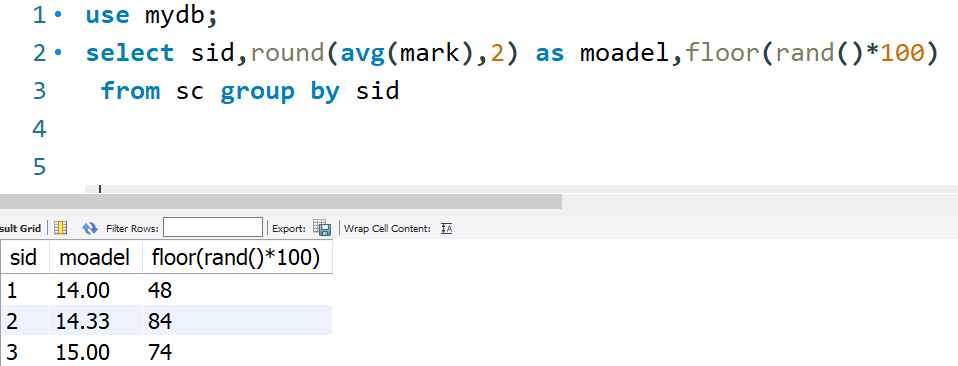 1 use mydb;
2 select sid,round(avg(mark),2) as moadel,floor(rand()*100)
3 from sc group by sid
4
5
sult Grid Filter Rows: Export: Wrap Cell Content:
sid moadel floor(rand()*100)
1 14.00 48
2 14.33 84
3 15.00 74